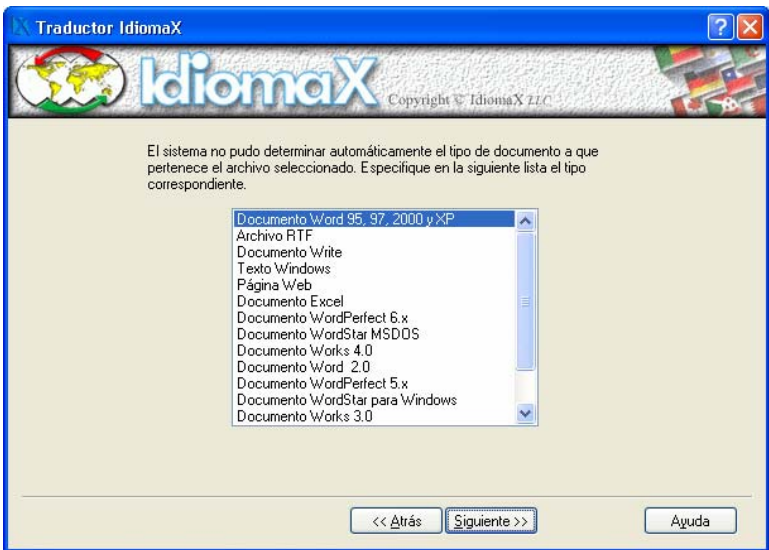 Traductor IdiomaX
IdiomaX Copyright © IdiomaX LLC
El sistema no pudo determinar automáticamente el tipo de documento a que
pertenece el archivo seleccionado. Especifique en la siguiente lista el tipo
correspondiente.
Documento Word 95, 97, 2000 y XP
Archivo RTF
Documento Write
Texto Windows
Página Web
Documento Excel
Documento WordPerfect 6.x
Documento WordStar MSDOS
Documento Works 4.0
Documento Word 2.0
Documento WordPerfect 5.x
Documento WordStar para Windows
Documento Works 3.0
<< Atrás Siguiente >> Ayuda